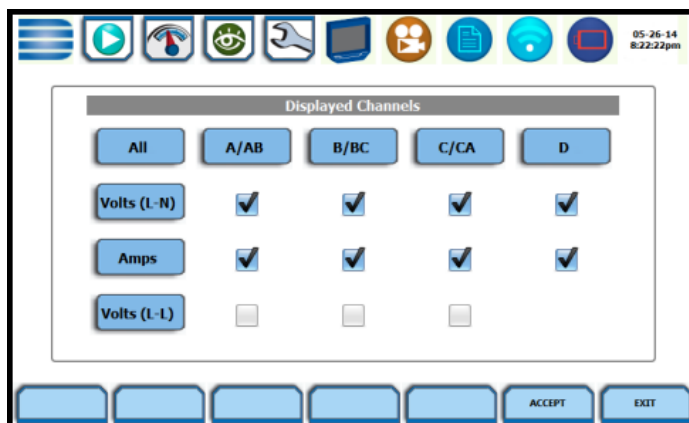 05-26-14
8:22:22pm
Displayed Channels
All A/AB B/BC C/CA D
Volts (L-N)
Amps
Volts (L-L)
ACCEPT EXIT